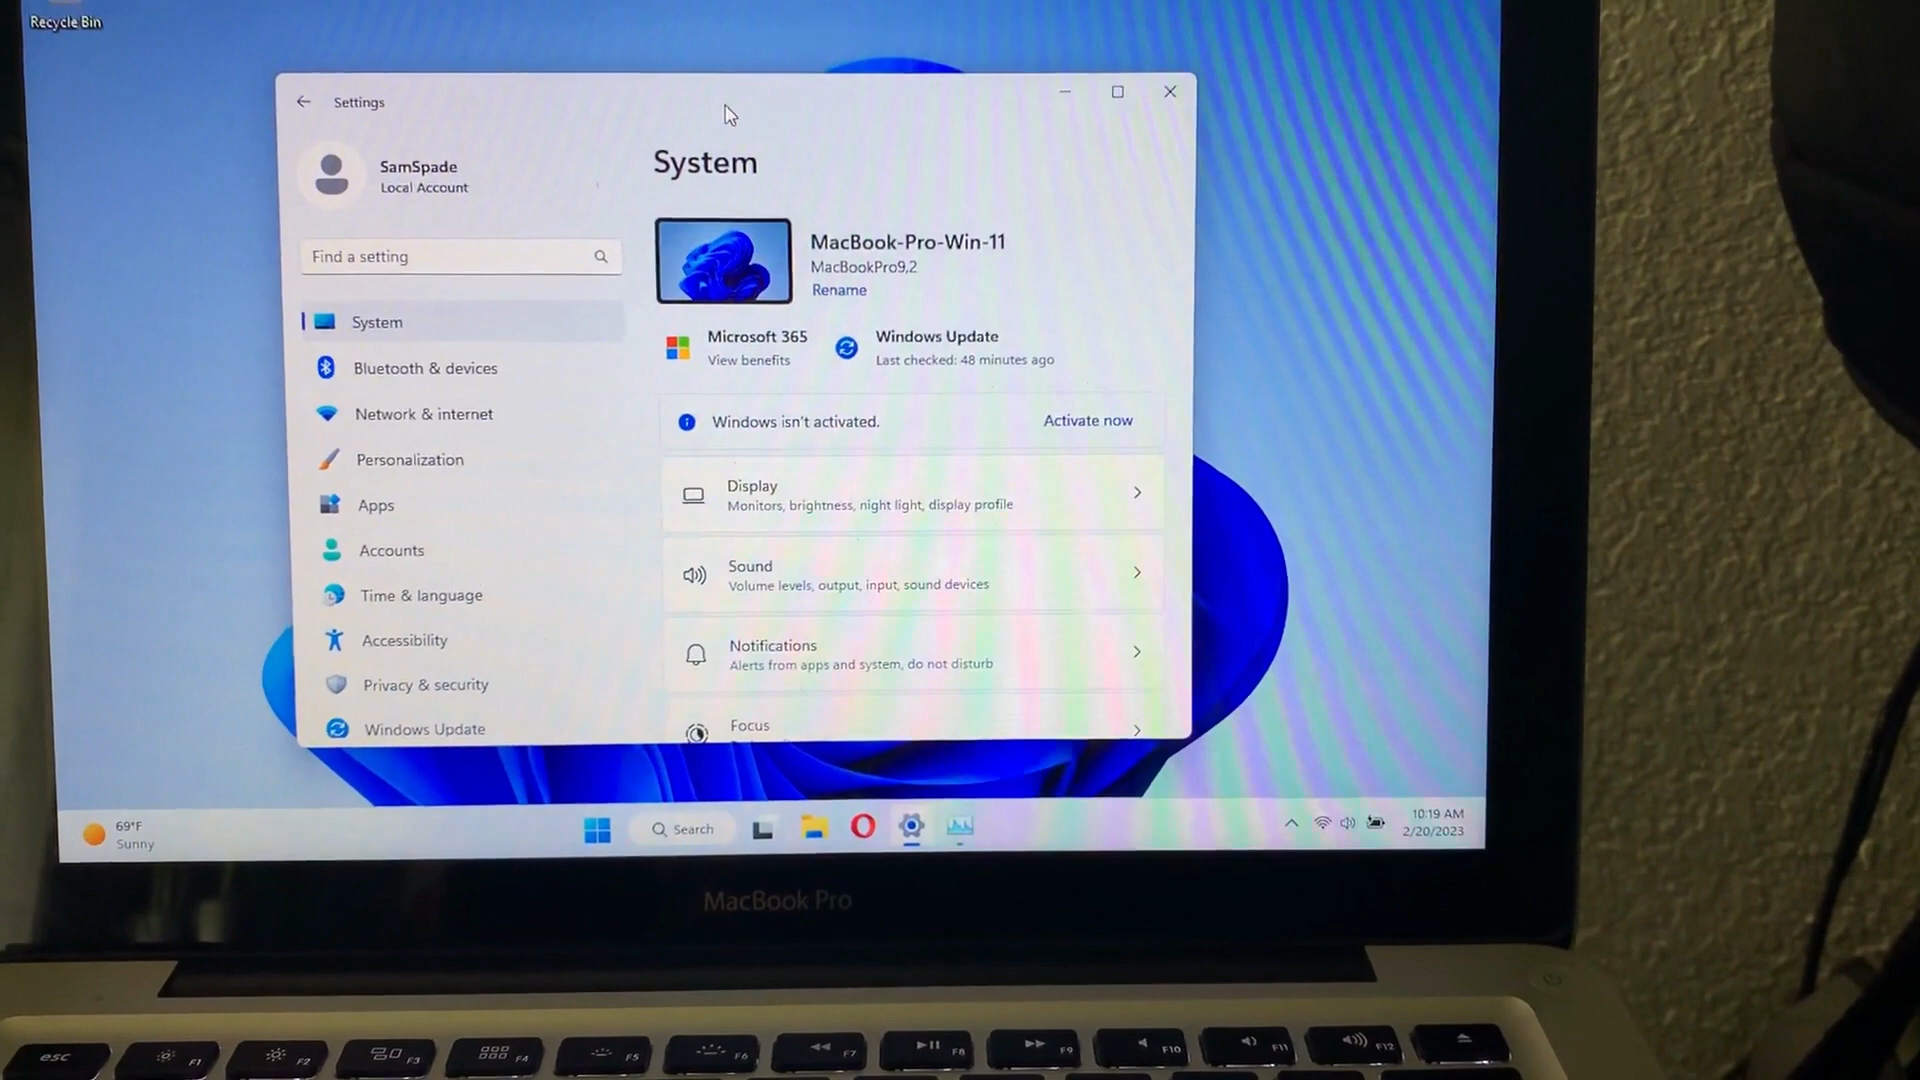 Recycle Bin
Settings
SamSpade
Local Account
Find a setting
System
Bluetooth & devices
Network & internet
Personalization
Apps
Accounts
Time & language
Accessibility
Privacy & security
Windows Update
System
MacBook-Pro-Win-11
MacBookPro9,2
Rename
Microsoft 365
View benefits
Windows Update
Last checked: 48 minutes ago
Windows isn't activated.
Activate now
Display
Monitors, brightness, night light, display profile
Sound
Volume levels, output, input, sound devices
Notifications
Alerts from apps and system, do not disturb
Focus
69°F
Sunny
Search
10:19 AM
2/20/2023
MacBook Pro
esc
F1
F2
F3
F4
F5
F6
F7
F8
F9
F10
F11
F12